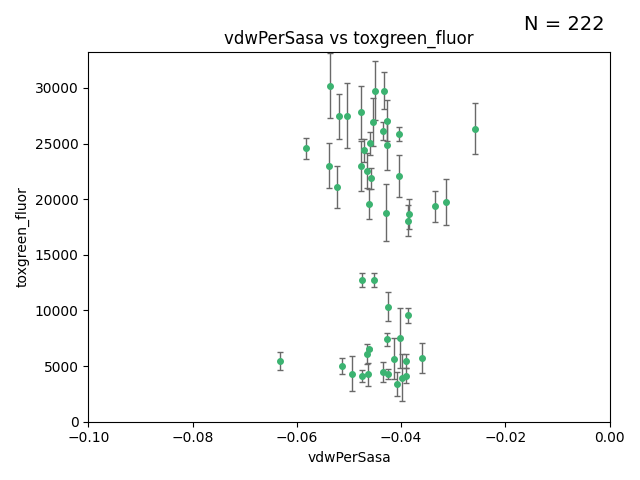 N = 222
vdwPerSasa vs toxgreen_fluor
toxgreen_fluor
30000
25000
20000
15000
10000
5000
0
−0.10 −0.08 −0.06 −0.04 −0.02 0.00
vdwPerSasa